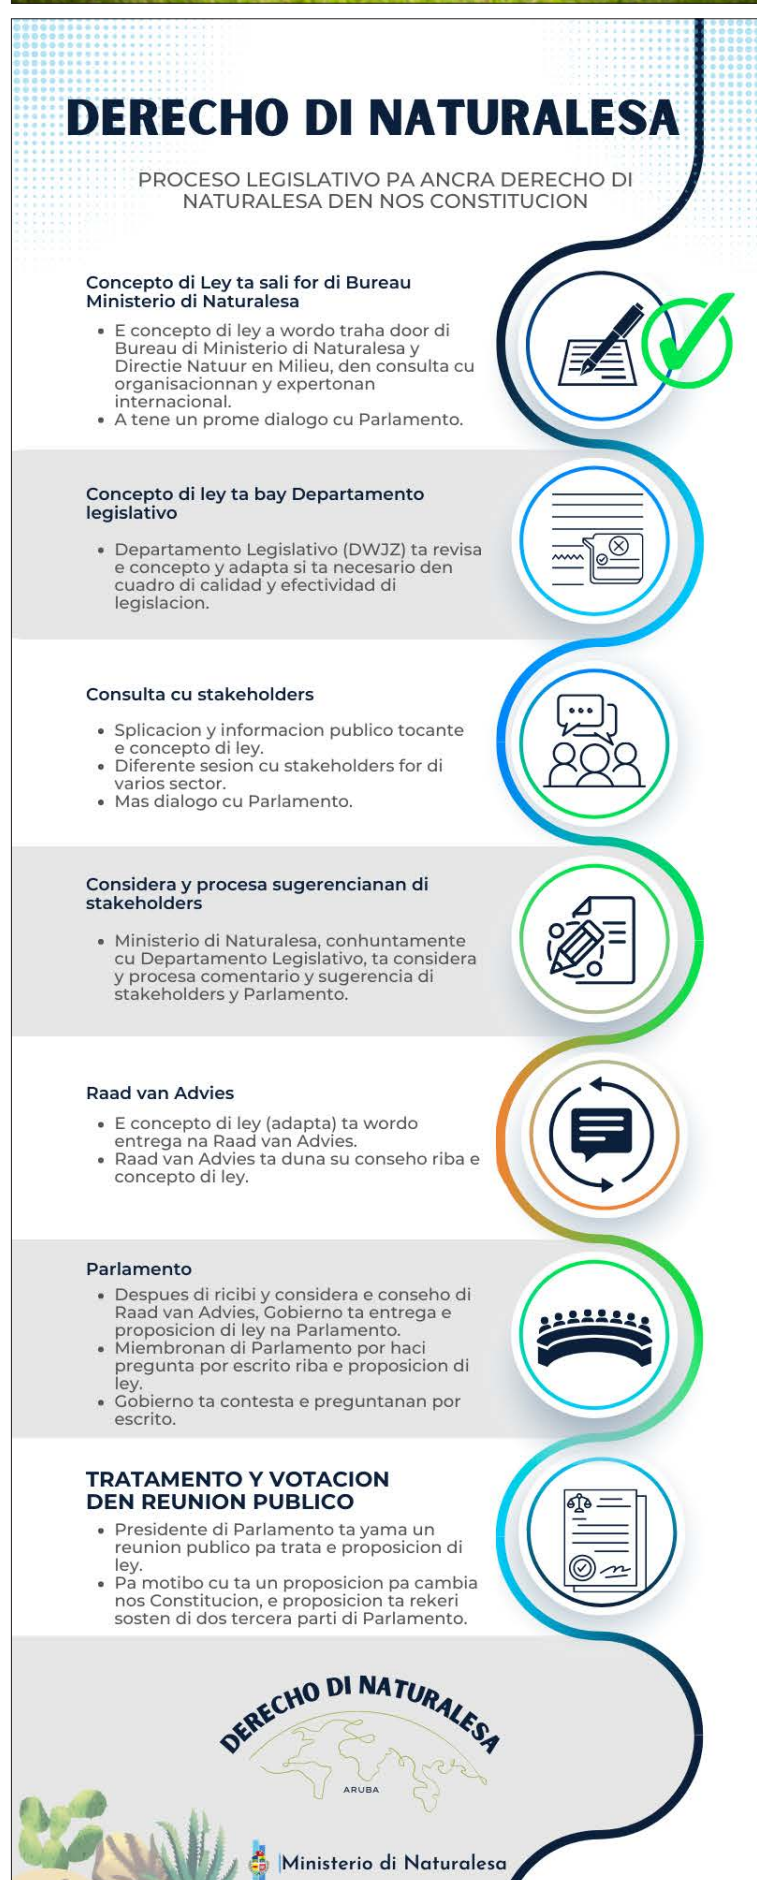 DERECHO DI NATURALESA
PROCESO LEGISLATIVO PA ANCRA DERECHO DI
NATURALESA DEN NOS CONSTITUCION
Concepto di Ley ta sali for di Bureau
Ministerio di Naturalesa
• E concepto di ley a wordo traha door di
Bureau di Ministerio di Naturalesa y
Directie Natuur en Milieu, den consulta cu
organisacionnan y expertonan
internacional.
• A tene un prome dialogo cu Parlamento.
Concepto di ley ta bay Departamento
legislativo
• Departamento Legislativo (DWJZ) ta revisa
e concepto y adapta si ta necesario den
cuadro di calidad y efectividad di
legislacion.
Consulta cu stakeholders
• Splicacion y informacion publico tocante
e concepto di ley.
• Diferente sesion cu stakeholders for di
varios sector.
• Mas dialogo cu Parlamento.
Considera y procesa sugerencianan di
stakeholders
• Ministerio di Naturalesa, conhuntamente
cu Departamento Legislativo, ta considera
y procesa comentario y sugerencia di
stakeholders y Parlamento.
Raad van Advies
• E concepto di ley (adapta) ta wordo
entrega na Raad van Advies.
• Raad van Advies ta duna su conseho riba e
concepto di ley.
Parlamento
• Despues di ricibi y considera e conseho di
Raad van Advies, Gobierno ta entrega e
proposicion di ley na Parlamento.
• Miembronan di Parlamento por haci
pregunta por escrito riba e proposicion di
ley.
• Gobierno ta contesta e preguntanan por
escrito.
TRATAMENTO Y VOTACION
DEN REUNION PUBLICO
• Presidente di Parlamento ta yama un
reunion publico pa trata e proposicion di
ley.
• Pa motibo cu ta un proposicion pa cambia
nos Constitucion, e proposicion ta rekeri
sosten di dos tercera parti di Parlamento.
DERECHO DI NATURALESA
ARUBA
Ministerio di Naturalesa